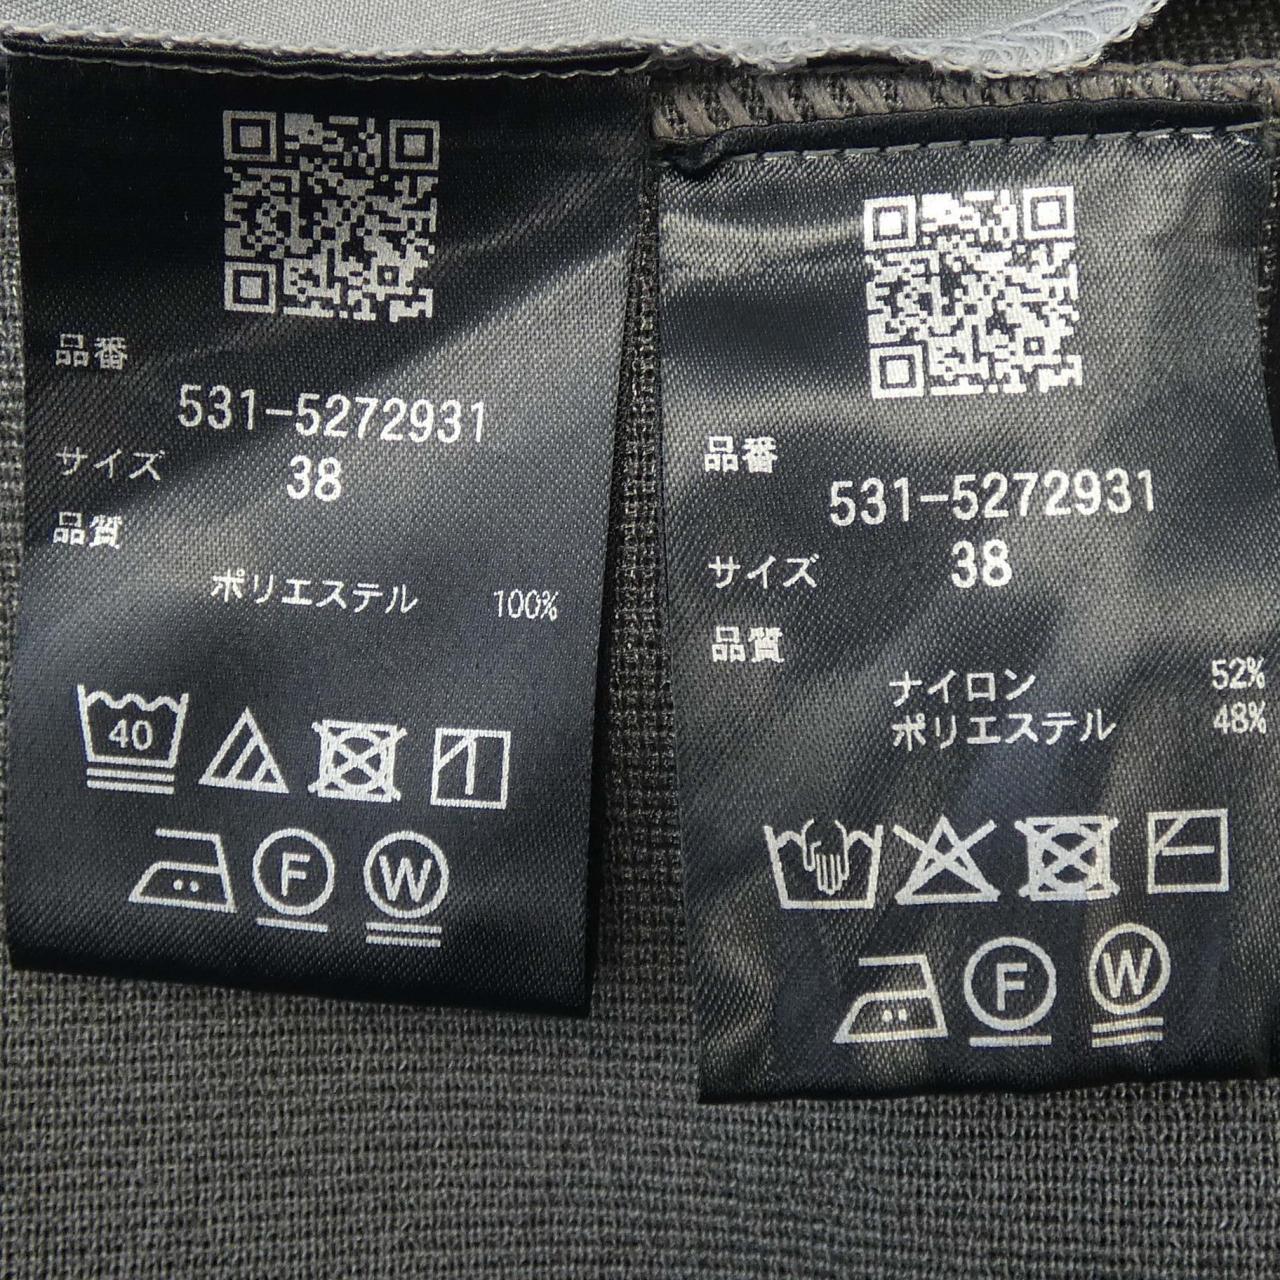 品番
531-5272931
サイズ 38
品質
ポリエステル 100%
40
F W
品番
531-5272931
サイズ 38
品質
ナイロン 52%
ポリエステル 48%
F W